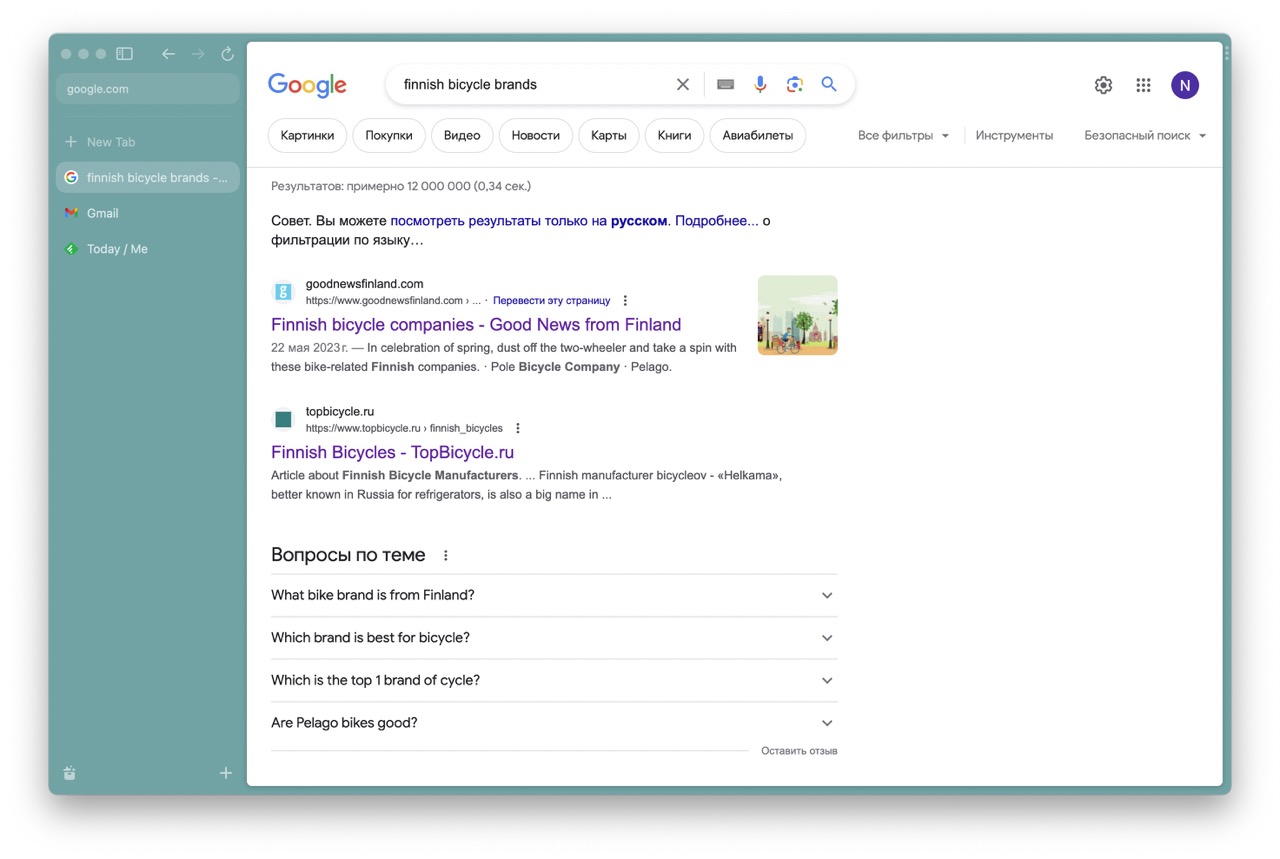 google.com
New Tab
finnish bicycle brands -...
Gmail
Today / Me
Google
finnish bicycle brands
N
Картинки
Покупки
Видео
Новости
Карты
Книги
Авиабилеты
Все фильтры
Инструменты
Безопасный поиск
Результатов: примерно 12 000 000 (0,34 сек.)
Совет. Вы можете посмотреть результаты только на русском. Подробнее... о
фильтрации по языку…
goodnewsfinland.com
https://www.goodnewsfinland.com › ... · Перевести эту страницу
Finnish bicycle companies - Good News from Finland
22 мая 2023 г. — In celebration of spring, dust off the two-wheeler and take a spin with
these bike-related Finnish companies. · Pole Bicycle Company · Pelago.
topbicycle.ru
https://www.topbicycle.ru › finnish_bicycles
Finnish Bicycles - TopBicycle.ru
Article about Finnish Bicycle Manufacturers. ... Finnish manufacturer bicycleov - «Helkama»,
better known in Russia for refrigerators, is also a big name in ...
Вопросы по теме
What bike brand is from Finland?
Which brand is best for bicycle?
Which is the top 1 brand of cycle?
Are Pelago bikes good?
Оставить отзыв